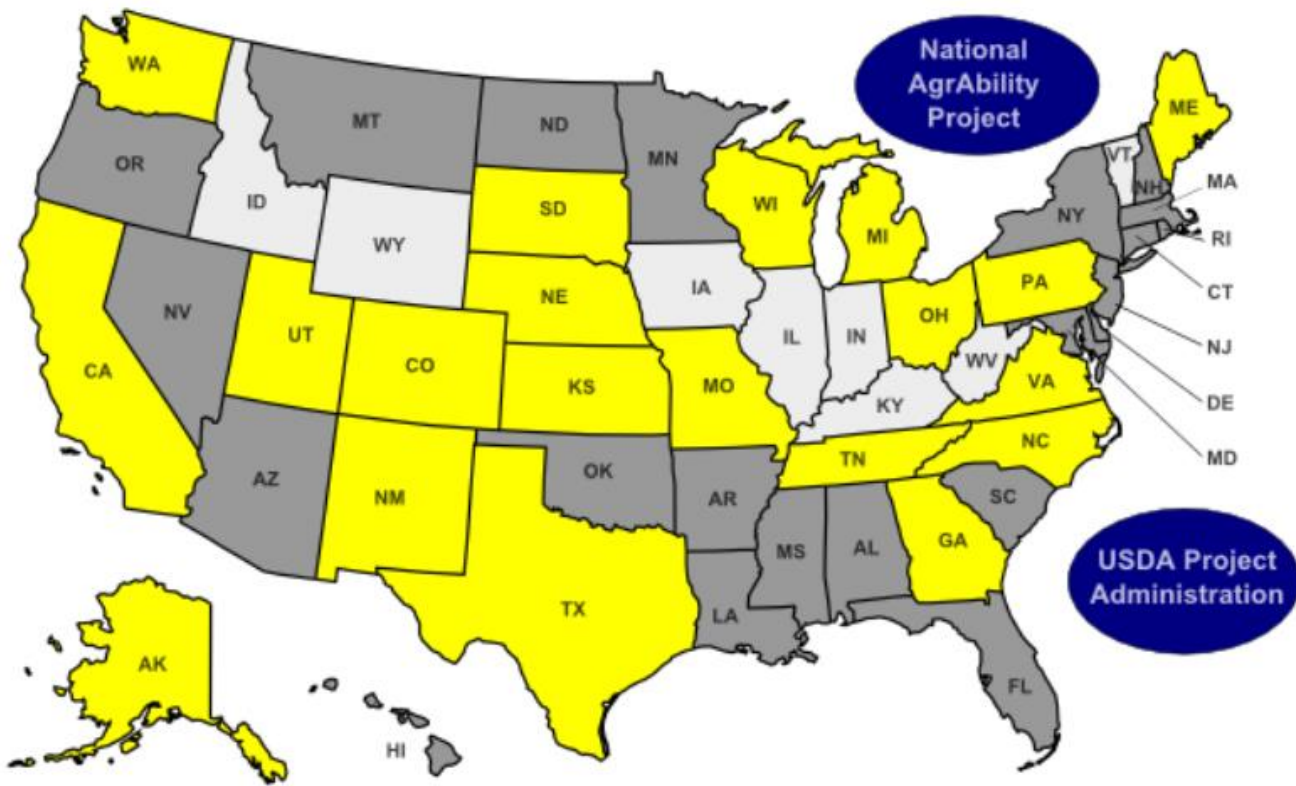 National
AgrAbility
Project
WA
MT
ND
MN
ME
VT
NH
MA
OR
ID
SD
WI
NY
RI
WY
MI
CT
IA
PA
NE
NV
UT
IL
IN
OH
NJ
CA
CO
KS
MO
WV
VA
KY
DE
NC
MD
TN
AZ
NM
OK
AR
SC
MS
AL
GA
USDA Project
Administration
TX
LA
AK
FL
HI